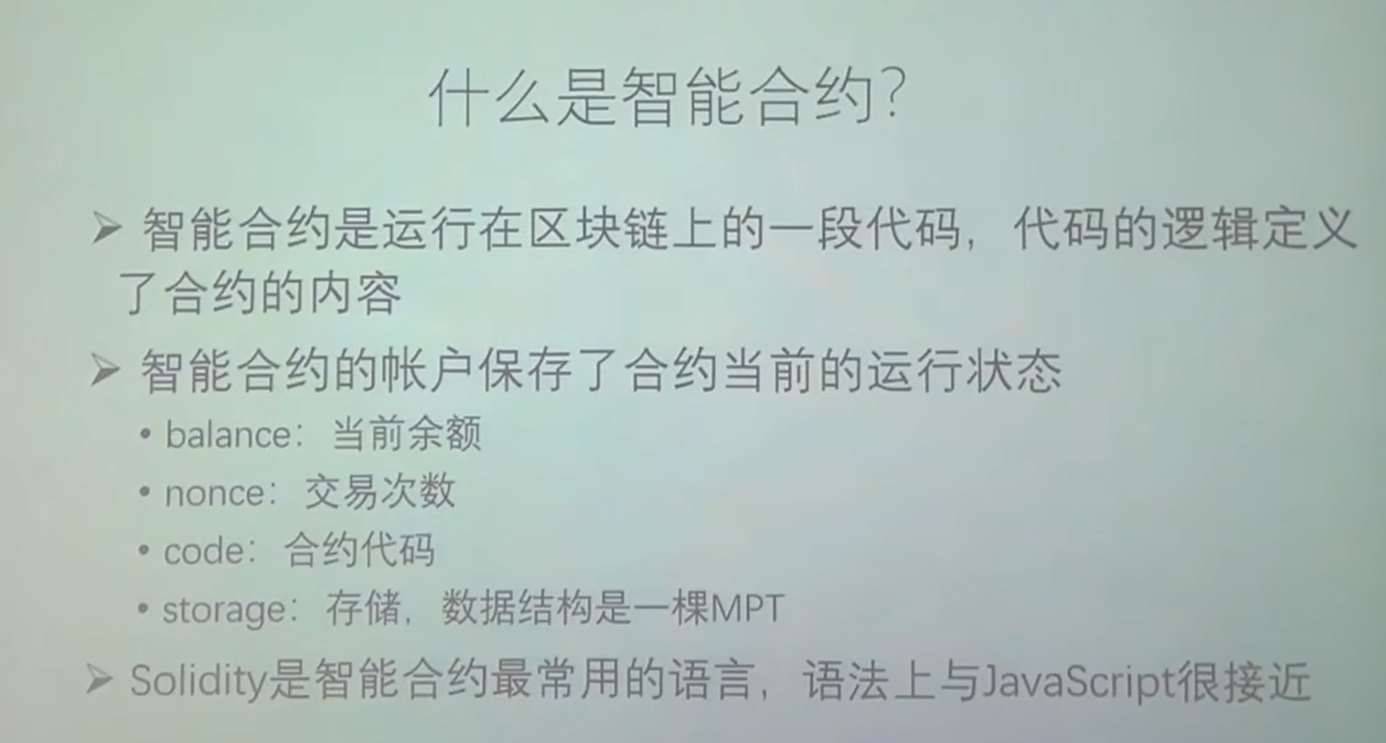 什么是智能合约？
➢ 智能合约是运行在区块链上的一段代码，代码的逻辑定义
了合约的内容
➢ 智能合约的帐户保存了合约当前的运行状态
• balance：当前余额
• nonce：交易次数
• code：合约代码
• storage：存储，数据结构是一棵MPT
➢ Solidity是智能合约最常用的语言，语法上与JavaScript很接近